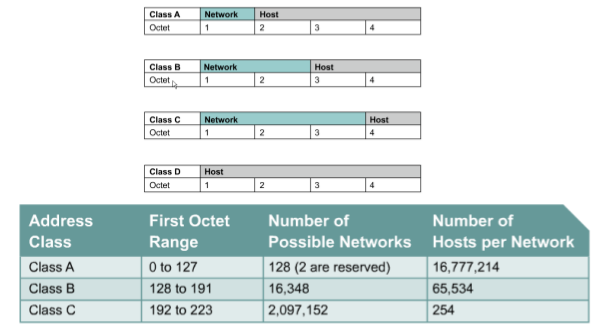 Class A Network Host
Octet 1 2 3 4
Class B Network Host
Octet 1 2 3 4
Class C Network Host
Octet 1 2 3 4
Class D Host
Octet 1 2 3 4
Address Class First Octet Range Number of Possible Networks Number of Hosts per Network
Class A 0 to 127 128 (2 are reserved) 16,777,214
Class B 128 to 191 16,348 65,534
Class C 192 to 223 2,097,152 254